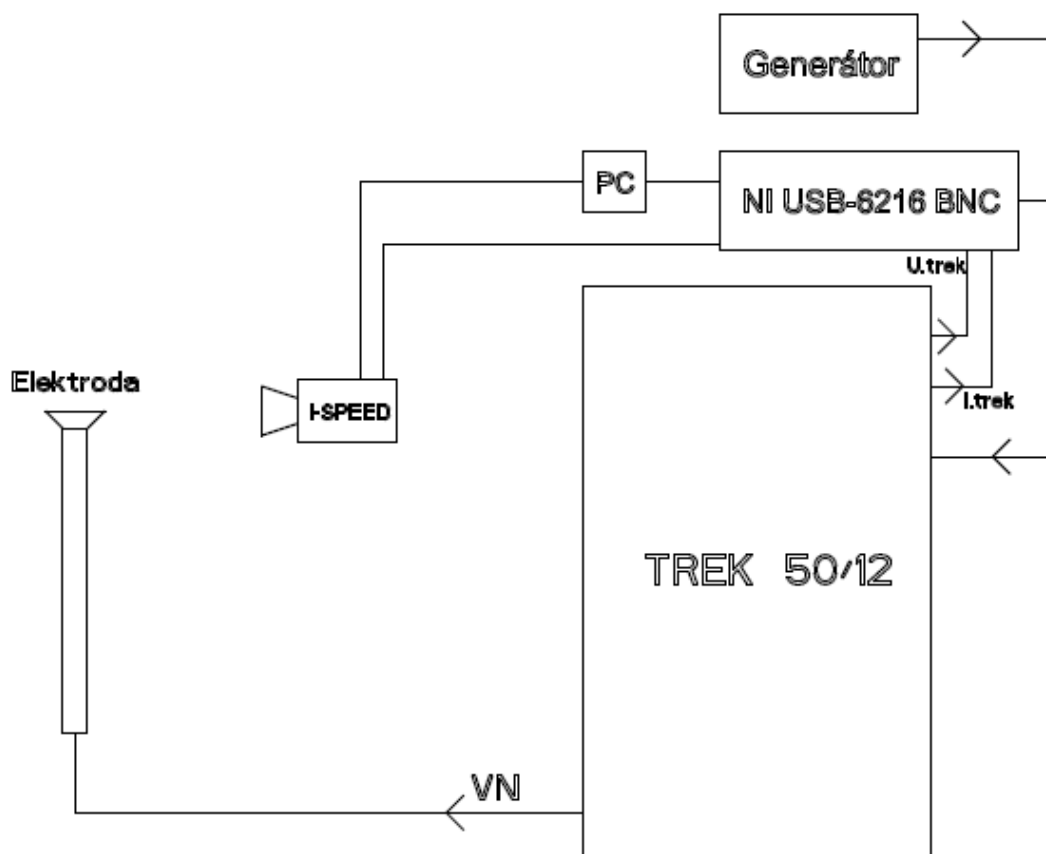 Generátor
PC
NI USB-6216 BNC
U.trek
Elektroda
I-SPEED
I.trek
TREK 50/12
VN